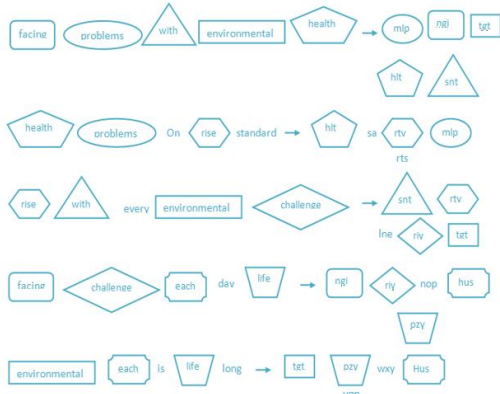 facing problems with environmental health mlp ngi tgt
hlt snt
health problems On rise standard hlt sa rtv mlp
rts
rise with every environmental challenge snt rtv
lne riv tgt
facing challenge each day life ngi riy nop hus
pzy
environmental each is life long tgt pzy wxy Hus